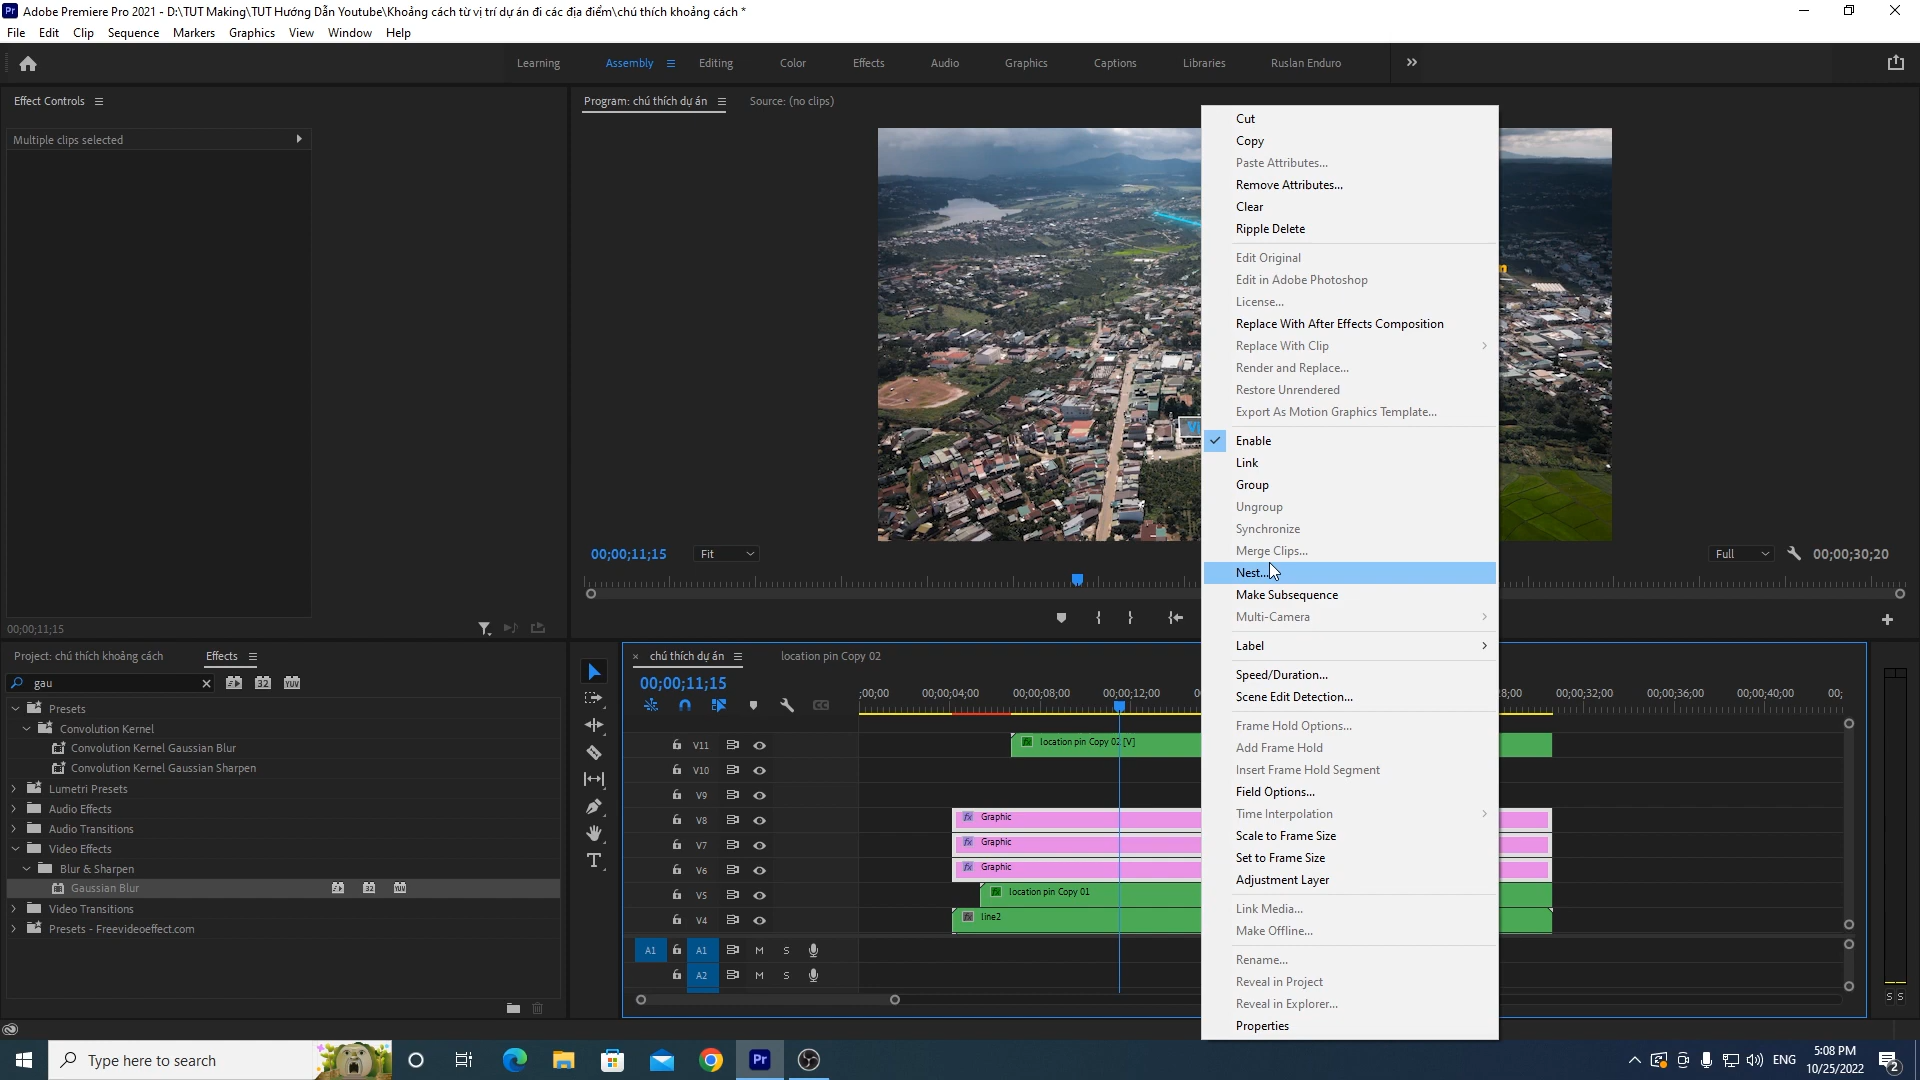 Adobe Premiere Pro 2021 - D:\TUT Making\TUT Hướng Dẫn Youtube\Khoảng cách từ vị trí dự án đi các địa điểm\chú thích khoảng cách *
File Edit Clip Sequence Markers Graphics View Window Help
Learning Assembly Editing Color Effects Audio Graphics Captions Libraries Ruslan Enduro
Effect Controls
Program: chú thích dự án Source: (no clips)
Multiple clips selected
Cut
Copy
Paste Attributes...
Remove Attributes...
Clear
Ripple Delete
Edit Original
Edit in Adobe Photoshop
License...
Replace With After Effects Composition
Replace With Clip
Render and Replace...
Restore Unrendered
Export As Motion Graphics Template...
Enable
Link
Group
Ungroup
Synchronize
Merge Clips...
Nest...
Make Subsequence
Multi-Camera
Label
Speed/Duration...
Scene Edit Detection...
Frame Hold Options...
Add Frame Hold
Insert Frame Hold Segment
Field Options...
Time Interpolation
Scale to Frame Size
Set to Frame Size
Adjustment Layer
Link Media...
Make Offline...
Rename...
Reveal in Project
Reveal in Explorer...
Properties
00;00;11;15 Fit Full 00;00;30;20
00;00;11;15
Project: chú thích khoảng cách Effects
gau
Presets
Convolution Kernel
Convolution Kernel Gaussian Blur
Convolution Kernel Gaussian Sharpen
Lumetri Presets
Audio Effects
Audio Transitions
Video Effects
Blur & Sharpen
Gaussian Blur
Video Transitions
Presets - Freevideoeffect.com
chú thích dự án location pin Copy 02
00;00;11;15
;00;00 00;00;04;00 00;00;08;00 00;00;12;00 28;00 00;00;32;00 00;00;36;00 00;00;40;00 00;
V11 location pin Copy 02 [V]
V10
V9
V8 Graphic
V7 Graphic
V6 Graphic
V5 location pin Copy 01
V4 line2
A1 A1 M S
A2 M S
S S
Type here to search
ENG
5:08 PM
10/25/2022
2